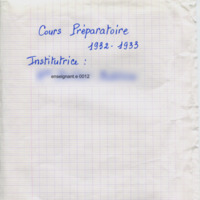 Cours Préparatoire
1932-1933
Institutrice :
enseignant.e 0012